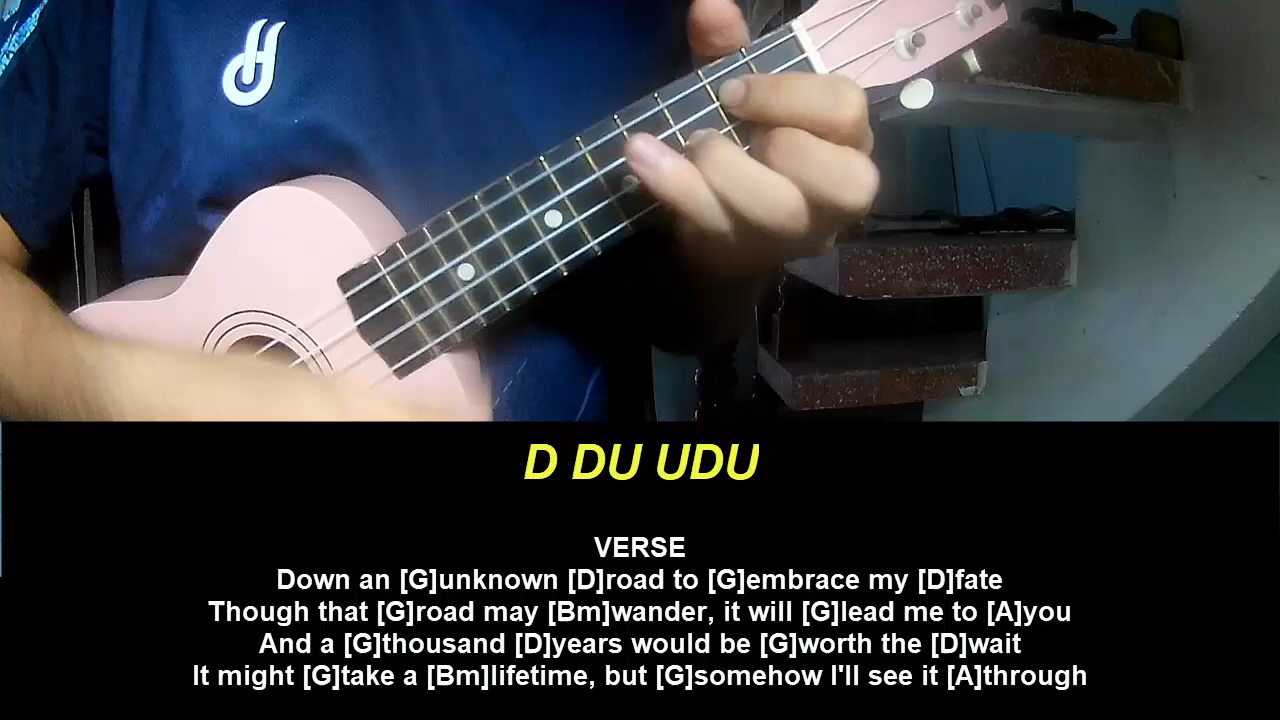 D DU UDU
VERSE
Down an [G]unknown [D]road to [G]embrace my [D]fate
Though that [G]road may [Bm]wander, it will [G]lead me to [A]you
And a [G]thousand [D]years would be [G]worth the [D]wait
It might [G]take a [Bm]lifetime, but [G]somehow I'll see it [A]through